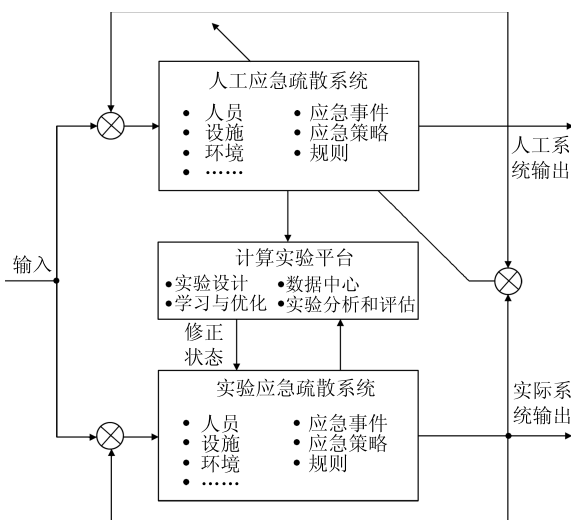 人工应急疏散系统
• 人员
• 应急事件
• 设施
• 应急策略
• 环境
• 规则
• ……
人工系
统输出
计算实验平台
•实验设计
•数据中心
•学习与优化
•实验分析和评估
输入
修正
状态
实验应急疏散系统
• 人员
• 应急事件
• 设施
• 应急策略
• 环境
• 规则
• ……
实际系
统输出